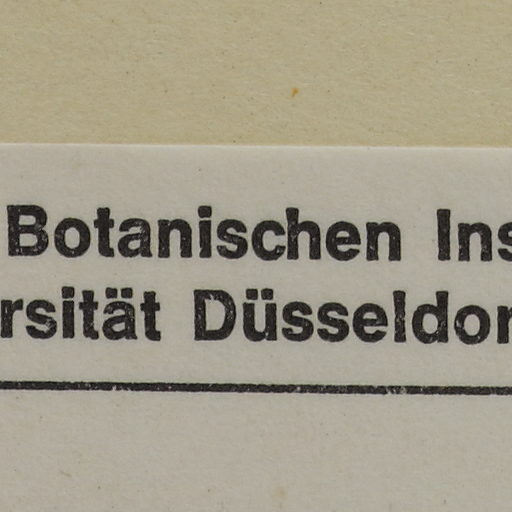 Botanischen Ins
rsität Düsseldor